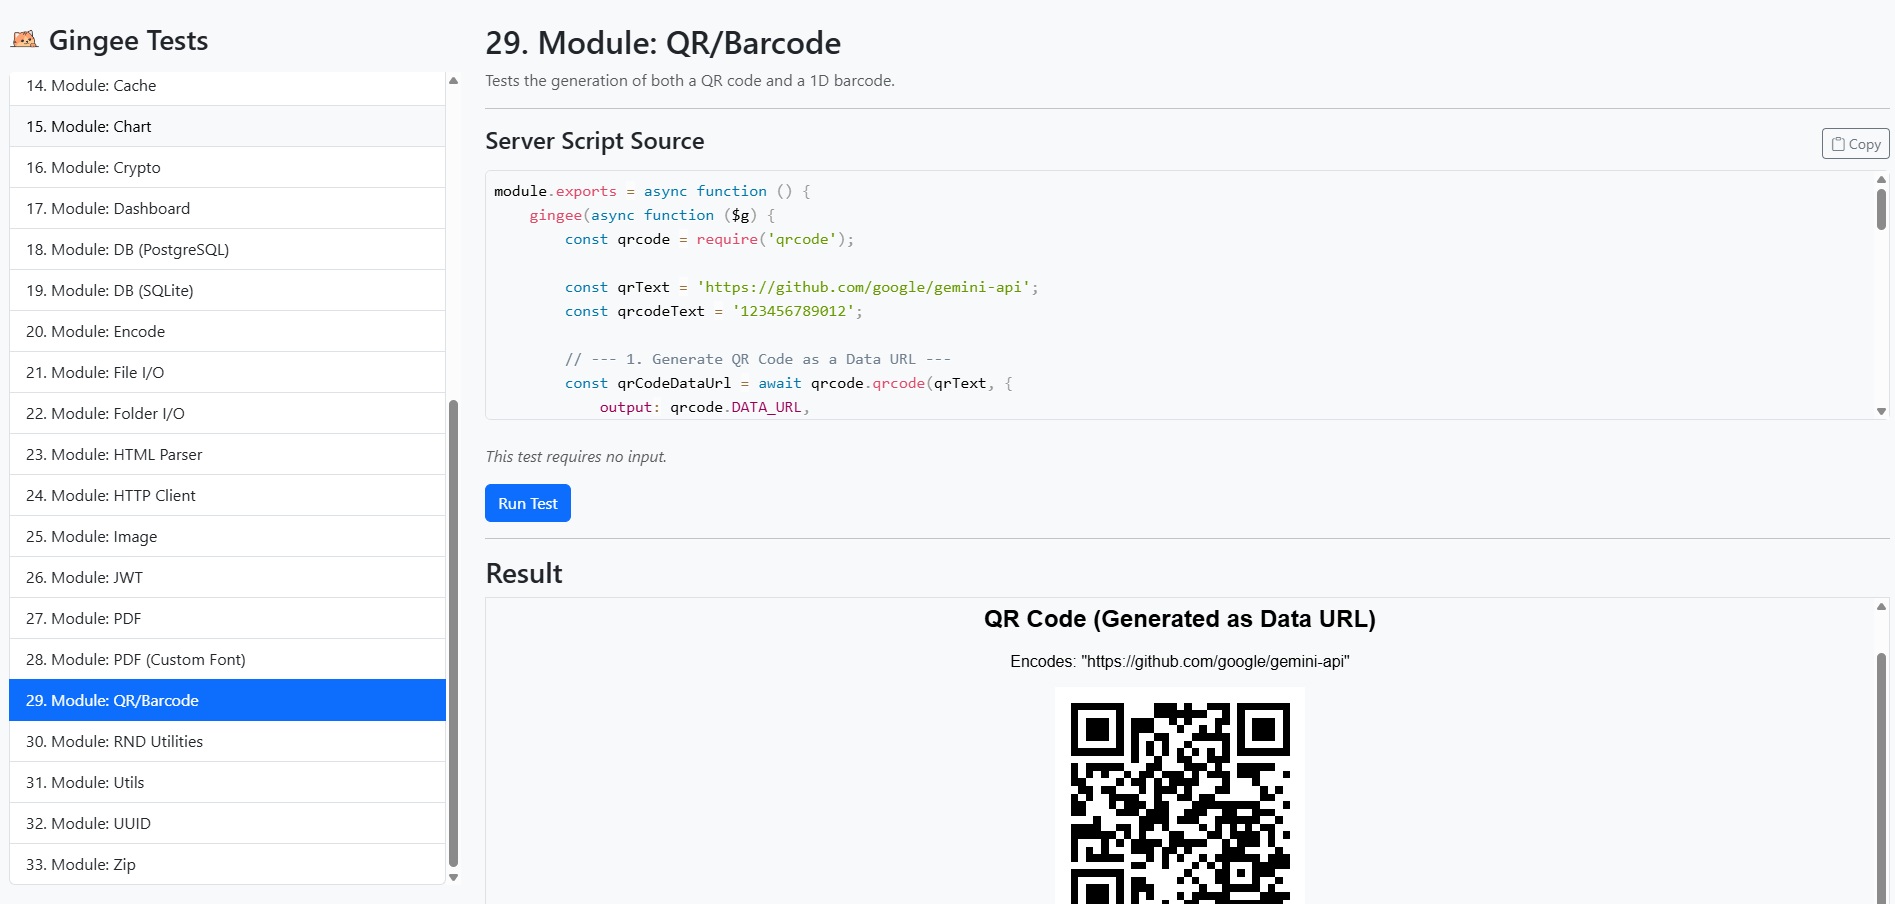 Gingee Tests
14. Module: Cache
15. Module: Chart
16. Module: Crypto
17. Module: Dashboard
18. Module: DB (PostgreSQL)
19. Module: DB (SQLite)
20. Module: Encode
21. Module: File I/O
22. Module: Folder I/O
23. Module: HTML Parser
24. Module: HTTP Client
25. Module: Image
26. Module: JWT
27. Module: PDF
28. Module: PDF (Custom Font)
29. Module: QR/Barcode
30. Module: RND Utilities
31. Module: Utils
32. Module: UUID
33. Module: Zip
29. Module: QR/Barcode
Tests the generation of both a QR code and a 1D barcode.
Server Script Source
Copy
module.exports = async function () {
    gingee(async function ($g) {
        const qrcode = require('qrcode');
        const qrText = 'https://github.com/google/gemini-api';
        const qrcodeText = '123456789012';
        // --- 1. Generate QR Code as a Data URL ---
        const qrCodeDataUrl = await qrcode.qrcode(qrText, {
            output: qrcode.DATA_URL,
This test requires no input.
Run Test
Result
QR Code (Generated as Data URL)
Encodes: "https://github.com/google/gemini-api"